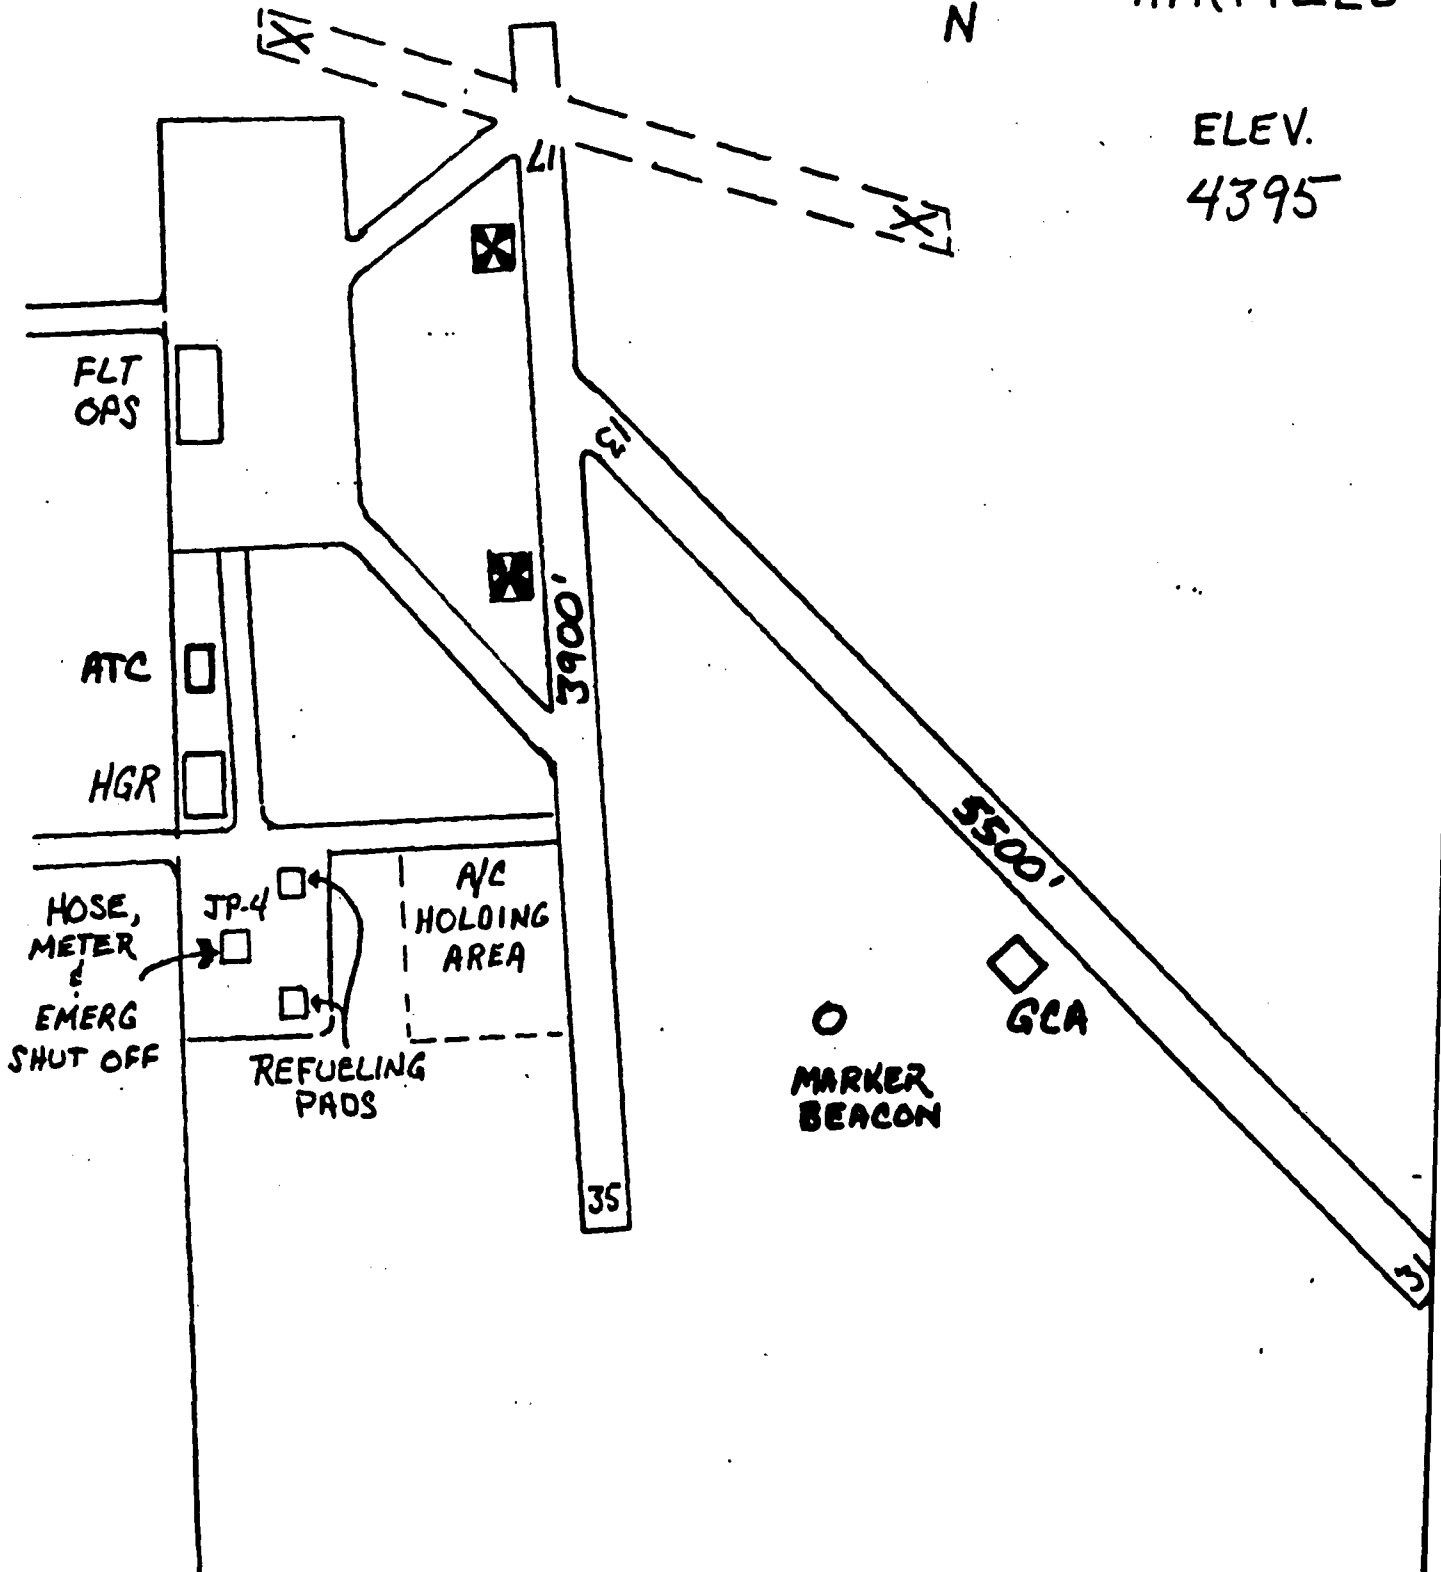 N
ELEV.
4395
X
X
17
FLT
OPS
13
3900'
ATC
HGR
5500'
HOSE,
METER
&
EMERG
SHUT OFF
JP-4
A/C
HOLDING
AREA
REFUELING
PADS
GCA
MARKER
BEACON
35
31